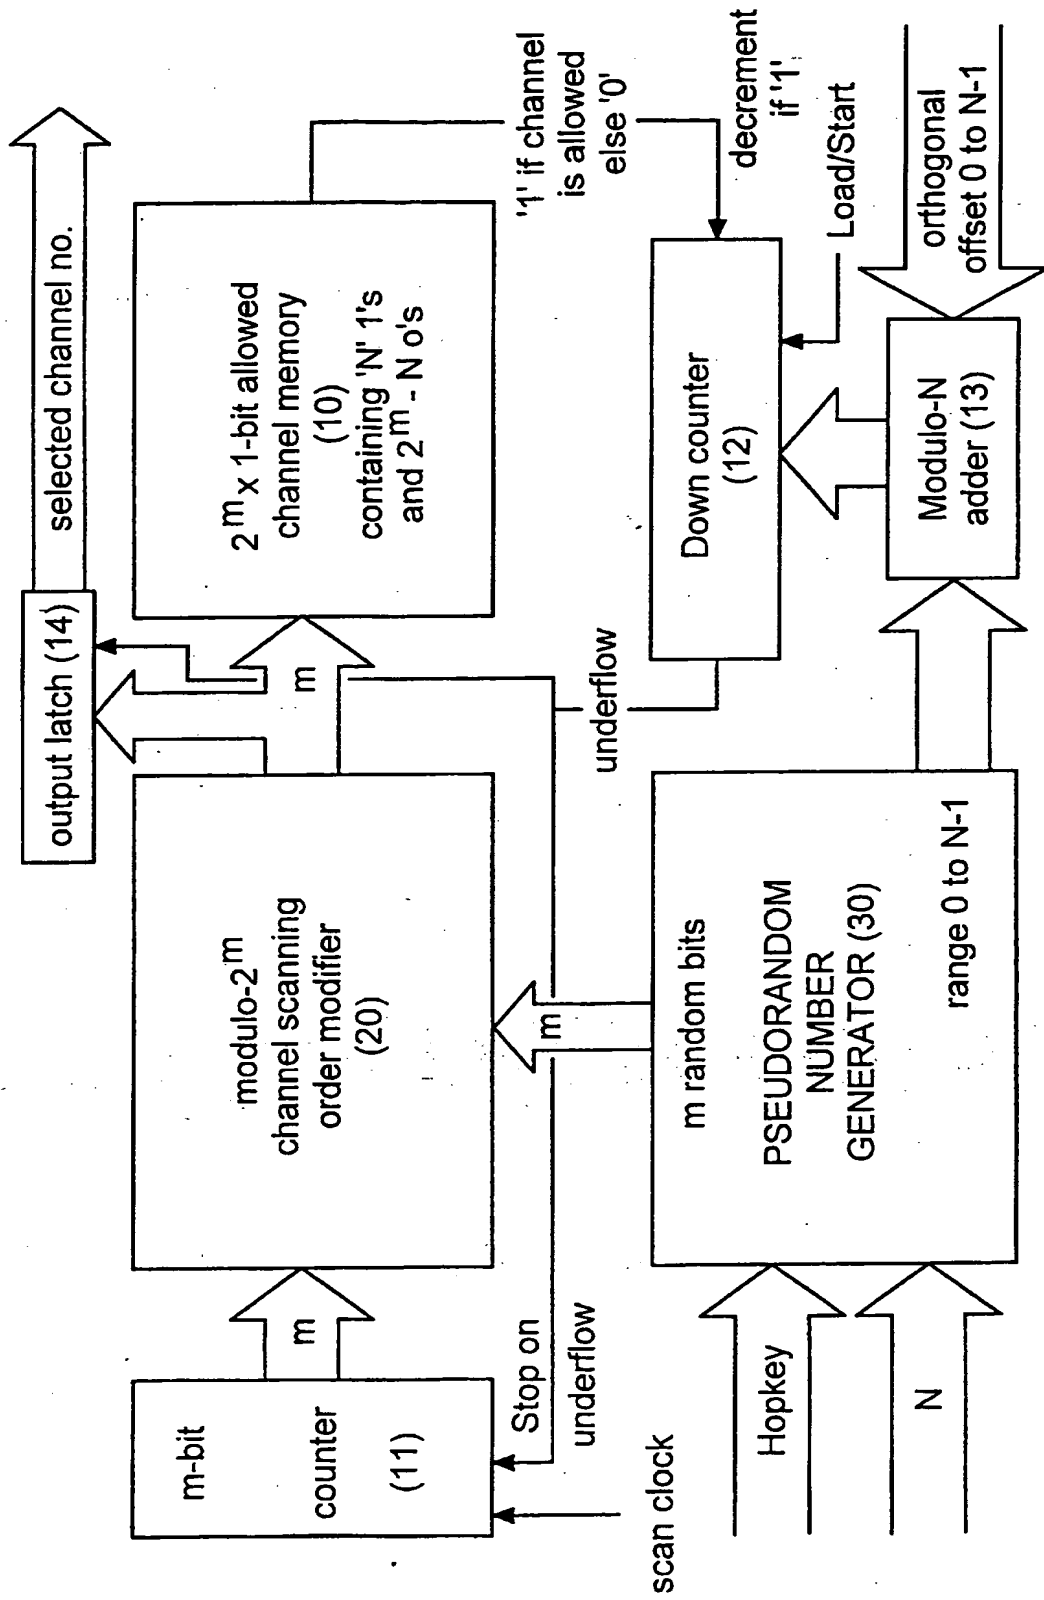 m-bit
counter
(11)
m
modulo-2^m
channel scanning
order modifier
(20)
output latch (14)
selected channel no.
m
2^m x 1-bit allowed
channel memory
(10)
containing 'N' 1's
and 2^m - N o's
'1' if channel
is allowed
else '0'
decrement
if '1'
Load/Start
Stop on
underflow
scan clock
m
underflow
Down counter
(12)
Hopkey
N
m random bits
PSEUDORANDOM
NUMBER
GENERATOR (30)
range 0 to N-1
Modulo-N
adder (13)
orthogonal
offset 0 to N-1